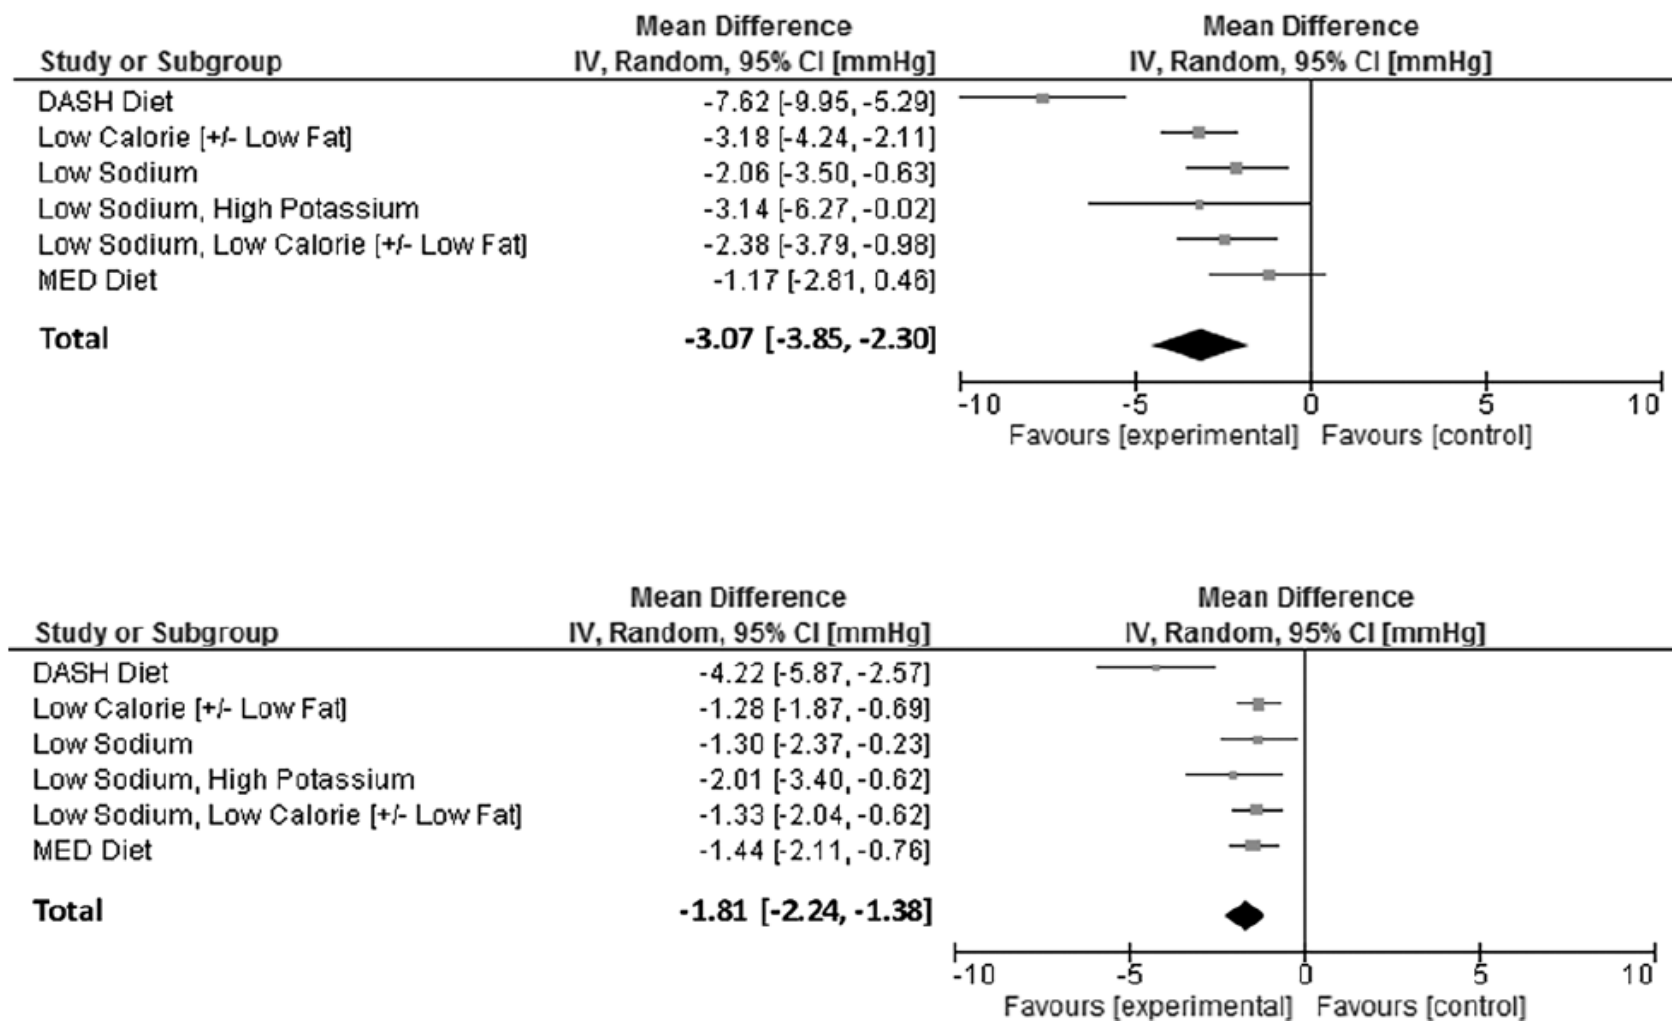 Mean Difference Mean Difference
Study or Subgroup IV, Random, 95% CI [mmHg] IV, Random, 95% CI [mmHg]
DASH Diet -7.62 [-9.95, -5.29]
Low Calorie [+/- Low Fat] -3.18 [-4.24, -2.11]
Low Sodium -2.06 [-3.50, -0.63]
Low Sodium, High Potassium -3.14 [-6.27, -0.02]
Low Sodium, Low Calorie [+/- Low Fat] -2.38 [-3.79, -0.98]
MED Diet -1.17 [-2.81, 0.46]
Total -3.07 [-3.85, -2.30]
-10 -5 0 5 10
Favours [experimental] Favours [control]
Mean Difference Mean Difference
Study or Subgroup IV, Random, 95% CI [mmHg] IV, Random, 95% CI [mmHg]
DASH Diet -4.22 [-5.87, -2.57]
Low Calorie [+/- Low Fat] -1.28 [-1.87, -0.69]
Low Sodium -1.30 [-2.37, -0.23]
Low Sodium, High Potassium -2.01 [-3.40, -0.62]
Low Sodium, Low Calorie [+/- Low Fat] -1.33 [-2.04, -0.62]
MED Diet -1.44 [-2.11, -0.76]
Total -1.81 [-2.24, -1.38]
-10 -5 0 5 10
Favours [experimental] Favours [control]